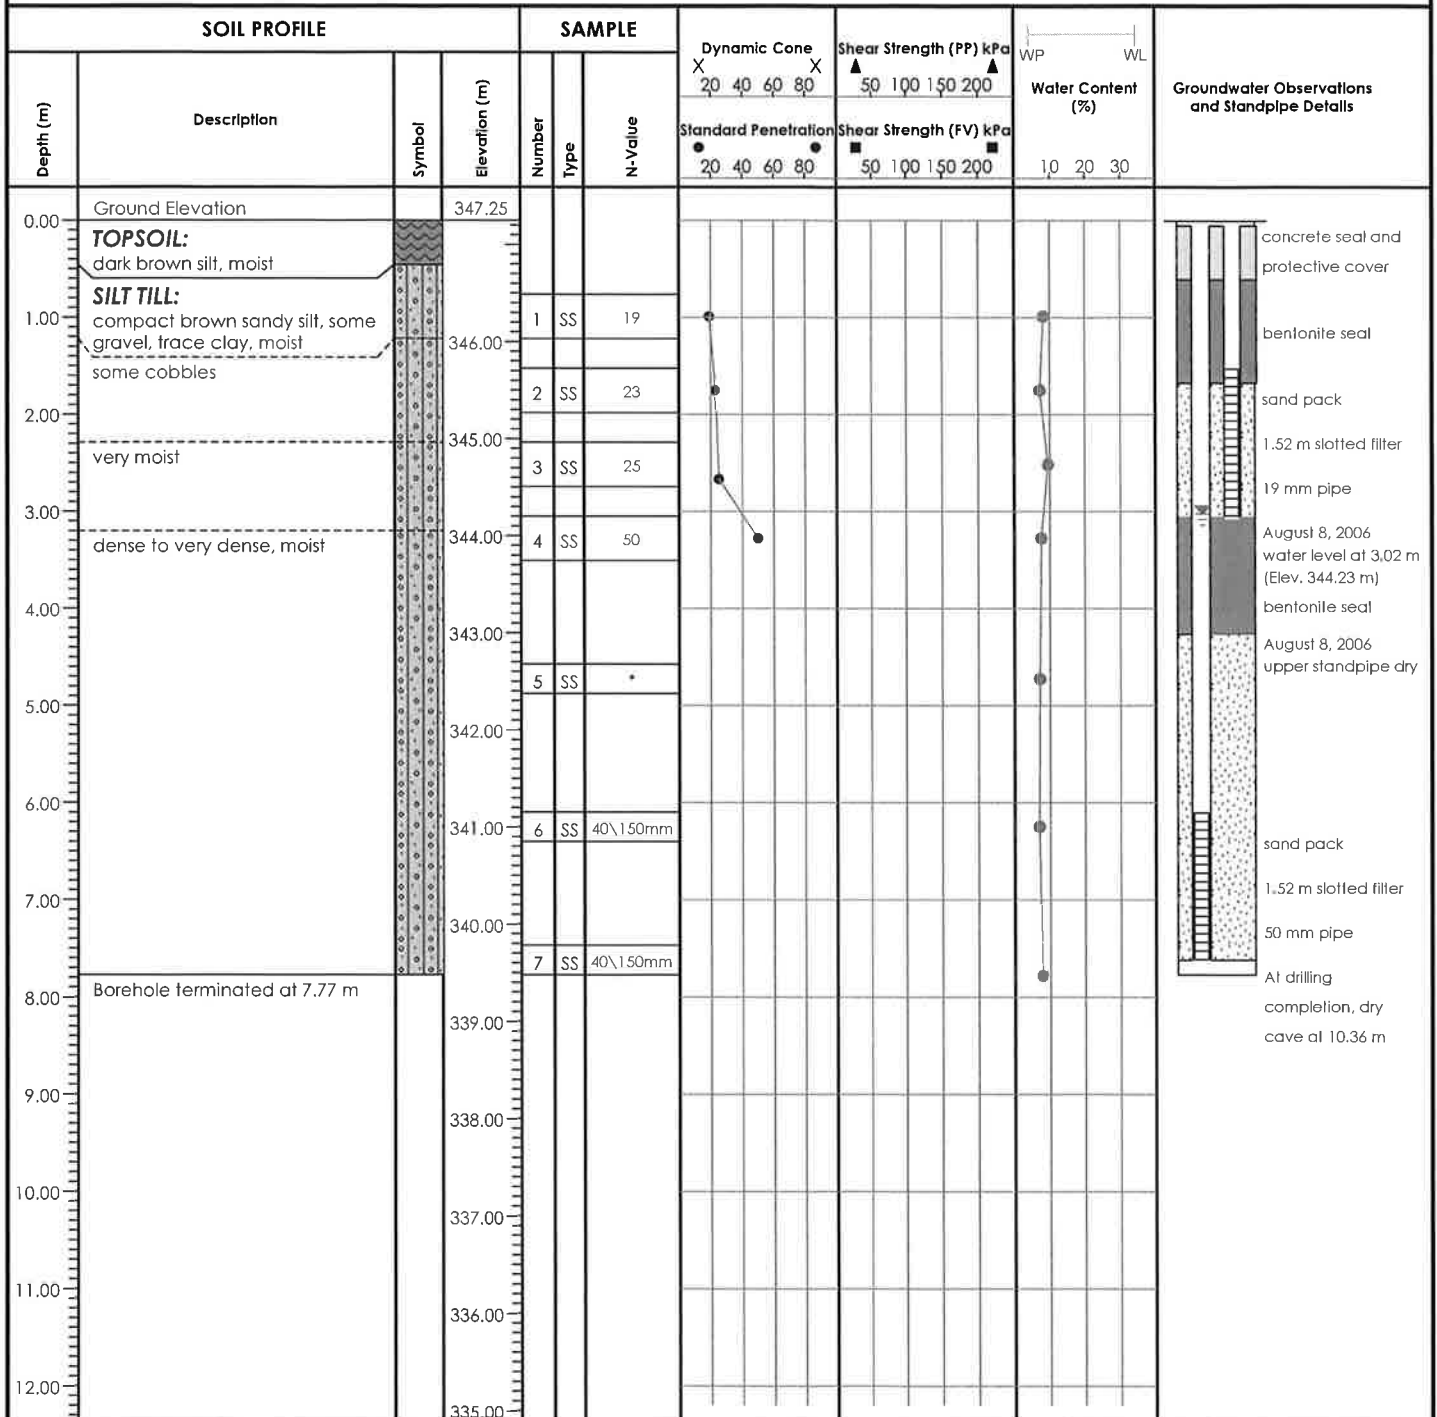 SOIL PROFILE
SAMPLE
Depth (m)
Description
Symbol
Elevation (m)
Number
Type
N-Value
Dynamic Cone
X X
20 40 60 80
Standard Penetration
20 40 60 80
Shear Strength (PP) kPa
50 100 150 200
Shear Strength (FV) kPa
50 100 150 200
WP WL
Water Content
(%)
10 20 30
Groundwater Observations
and Standpipe Details
Ground Elevation 347.25
0.00
TOPSOIL:
dark brown silt, moist
SILT TILL:
1.00
compact brown sandy silt, some
gravel, trace clay, moist
some cobbles
2.00
very moist
3.00
dense to very dense, moist
4.00
5.00
6.00
7.00
Borehole terminated at 7.77 m
8.00
9.00
10.00
11.00
12.00
346.00
345.00
344.00
343.00
342.00
341.00
340.00
339.00
338.00
337.00
336.00
335.00
1 SS 19
2 SS 23
3 SS 25
4 SS 50
5 SS *
6 SS 40\150mm
7 SS 40\150mm
concrete seal and
protective cover
bentonite seal
sand pack
1.52 m slotted filter
19 mm pipe
August 8, 2006
water level at 3.02 m
(Elev. 344.23 m)
bentonite seal
August 8, 2006
upper standpipe dry
sand pack
1.52 m slotted filter
50 mm pipe
At drilling
completion, dry
cave at 10.36 m